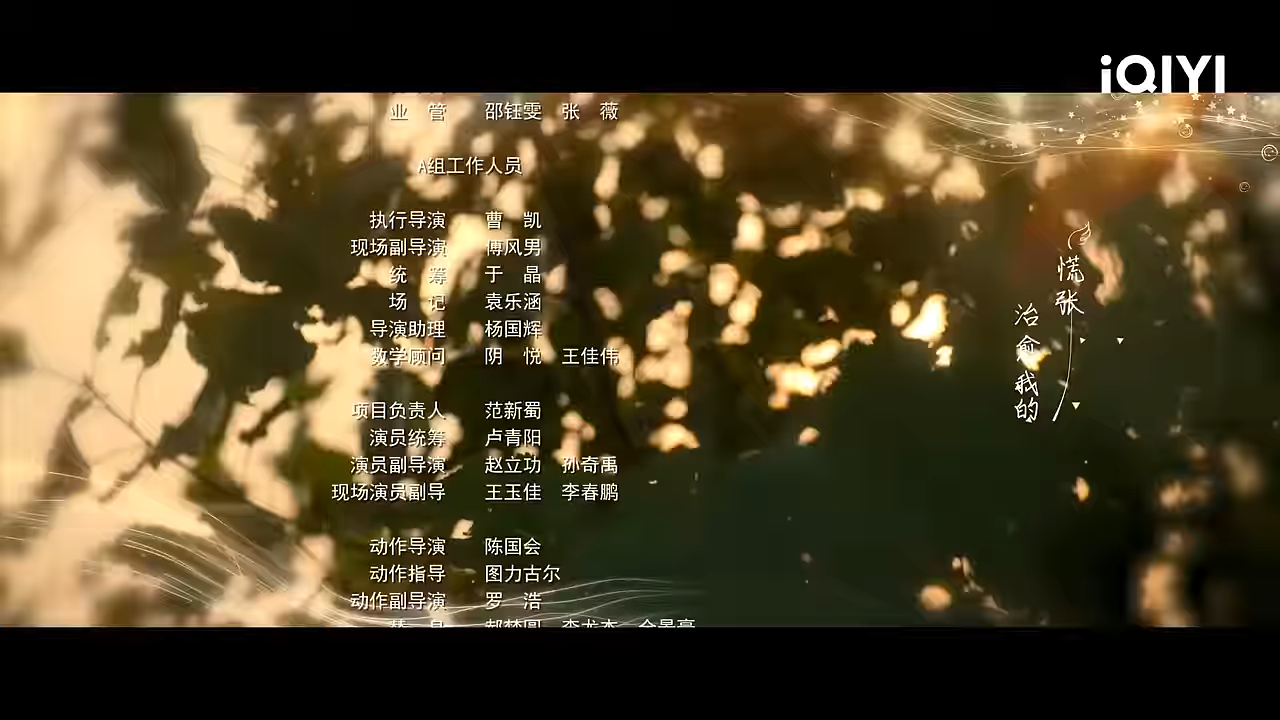 iQIYI
业 管 邵钰雯 张 薇
A组工作人员
执行导演 曹 凯
现场副导演 傅风男
统 筹 于 晶
场 记 袁乐涵
导演助理 杨国辉
数学顾问 阴 悦 王佳伟
项目负责人 范新蜀
演员统筹 卢青阳
演员副导演 赵立功 孙奇禹
现场演员副导 王玉佳 李春鹏
动作导演 陈国会
动作指导 图力古尔
动作副导演 罗 浩
慌张
治愈我的